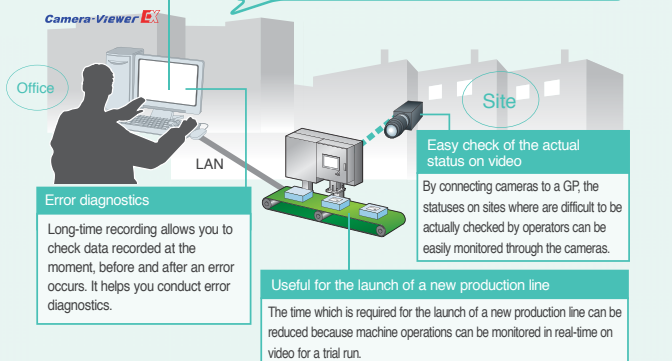 Camera-Viewer EX
Office
Site
LAN
Easy check of the actual
status on video
By connecting cameras to a GP, the
statuses on sites where are difficult to be
actually checked by operators can be
easily monitored through the cameras.
Error diagnostics
Long-time recording allows you to
check data recorded at the
moment, before and after an error
occurs. It helps you conduct error
diagnostics.
Useful for the launch of a new production line
The time which is required for the launch of a new production line can be
reduced because machine operations can be monitored in real-time on
video for a trial run.